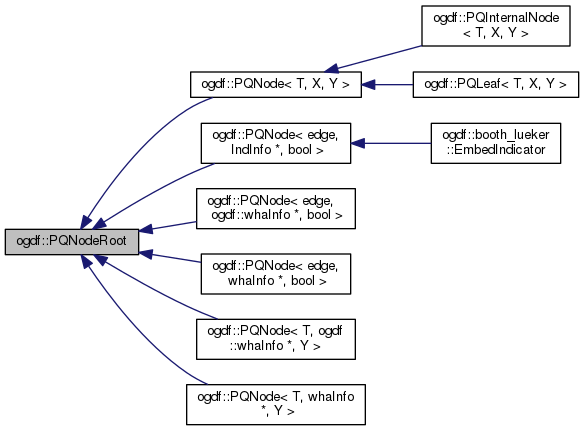 ogdf::PQInternalNode
< T, X, Y >
ogdf::PQNode< T, X, Y >
ogdf::PQLeaf< T, X, Y >
ogdf::PQNode< edge,
IndInfo *, bool >
ogdf::booth_lueker
::EmbedIndicator
ogdf::PQNode< edge,
ogdf::whaInfo *, bool >
ogdf::PQNodeRoot
ogdf::PQNode< edge,
whaInfo *, bool >
ogdf::PQNode< T, ogdf
::whaInfo *, Y >
ogdf::PQNode< T, whaInfo
*, Y >